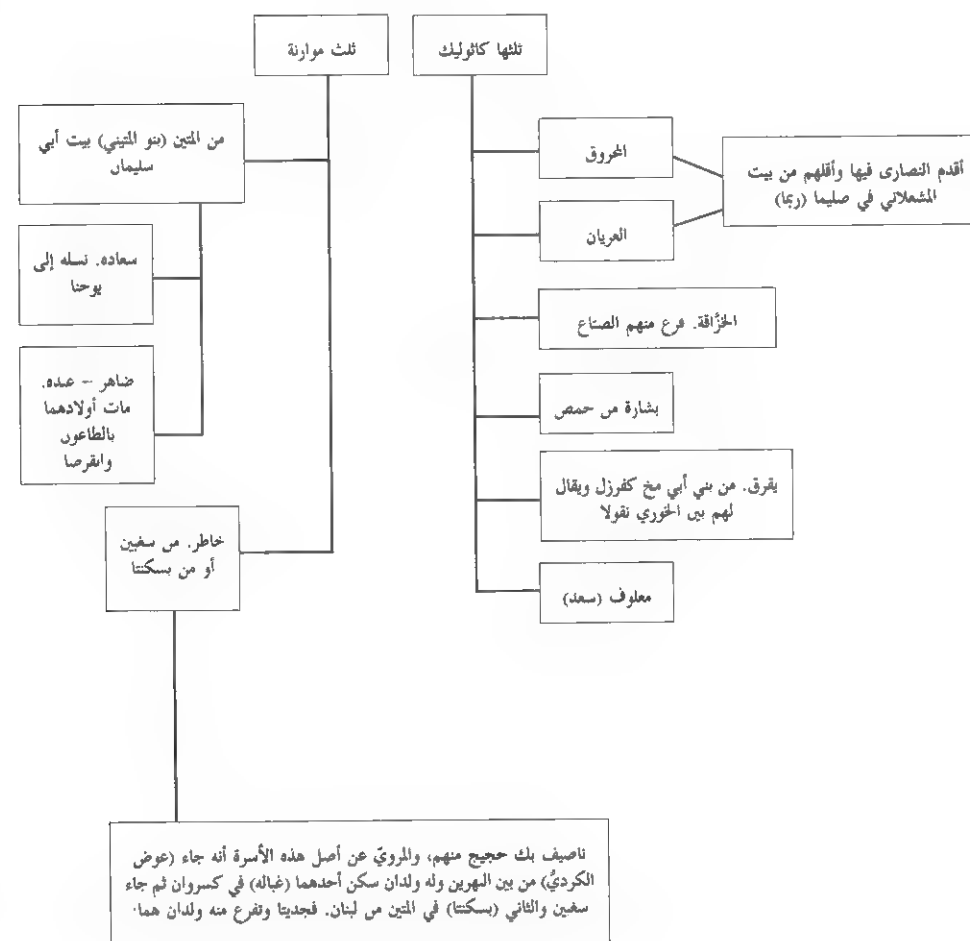 ثلثها كاثوليك
ثلث موارنة
المحروق
أقدم النصارى فيها وأقلهم من بيت
المشعلاني في صليما (ربما)
العريان
الخزَّاقة. فرع منهم الصناع
بشارة من حمص
يقرق. من بني أبي مخ كفرزل ويقال
لهم بين الخوري نقولا
معلوف (سعد)
من المتين (بنو المتيني) بيت أبي
سليمان
سعاده. نسله إلى
يوحنا
ضاهر – عبده.
مات أولادهما
بالطاعون
وانقرضا
خاطر. من سغبين
أو من بسكنتا
ناصيف بك حجيج منهم، والمرويّ عن أصل هذه الأسرة أنه جاء (عوض
الكرديُّ) من بين النهرين وله ولدان سكن أحدهما (غباله) في كسروان ثم جاء
سغبين والثاني (بسكنتا) في المتين من لبنان. فجديتا وتفرع منه ولدان هما·